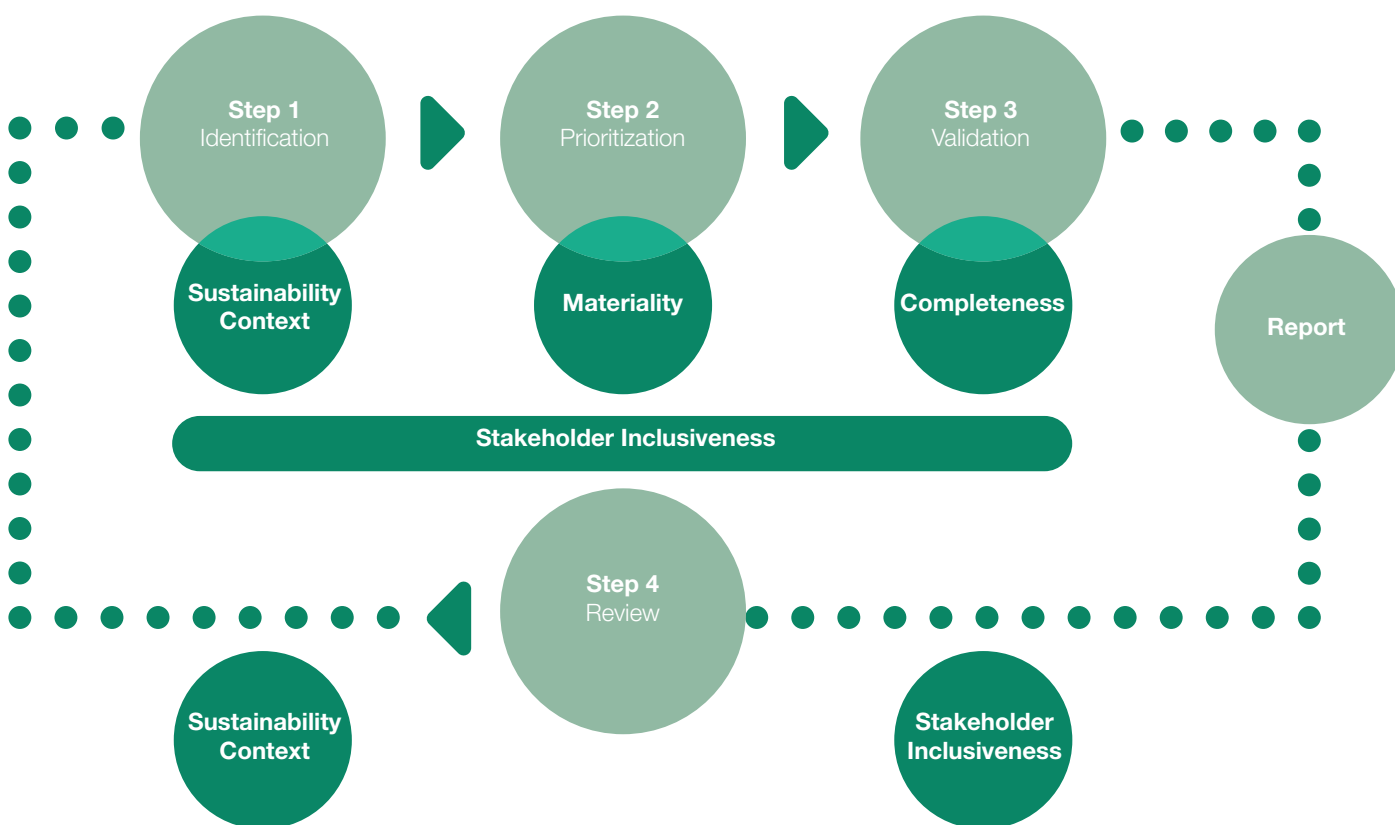 Step 1
Identification
Step 2
Prioritization
Step 3
Validation
Sustainability
Context
Materiality
Completeness
Report
Stakeholder Inclusiveness
Step 4
Review
Sustainability
Context
Stakeholder
Inclusiveness